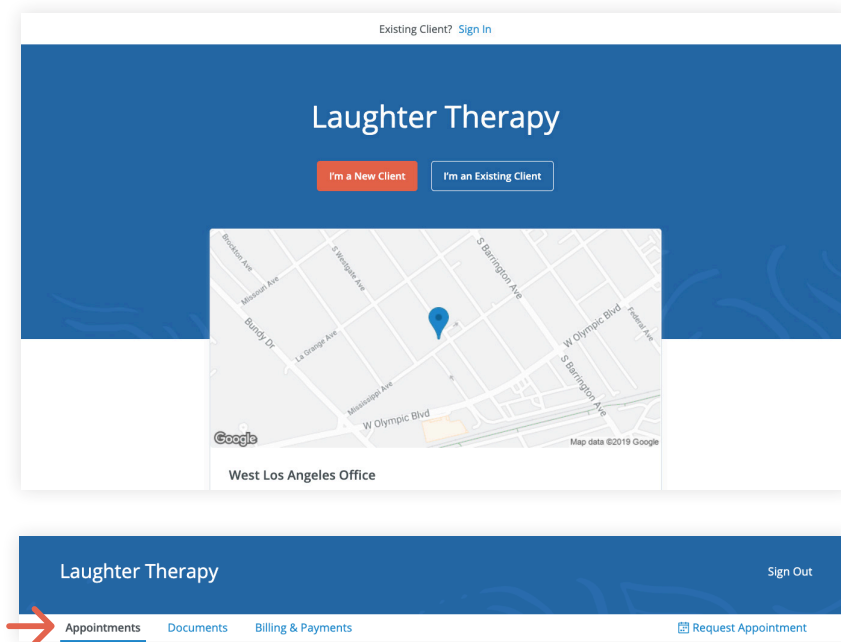 Existing Client? Sign In
Laughter Therapy
I'm a New Client
I'm an Existing Client
Brockton Ave
S Westgate Ave
S Barrington Ave
Missouri Ave
Bundy Dr
La Grange Ave
W Olympic Blvd
Federal Ave
S Barrington Ave
Mississippi Ave
W Olympic Blvd
Google
Map data ©2019 Google
West Los Angeles Office
Laughter Therapy
Sign Out
Appointments Documents Billing & Payments Request Appointment